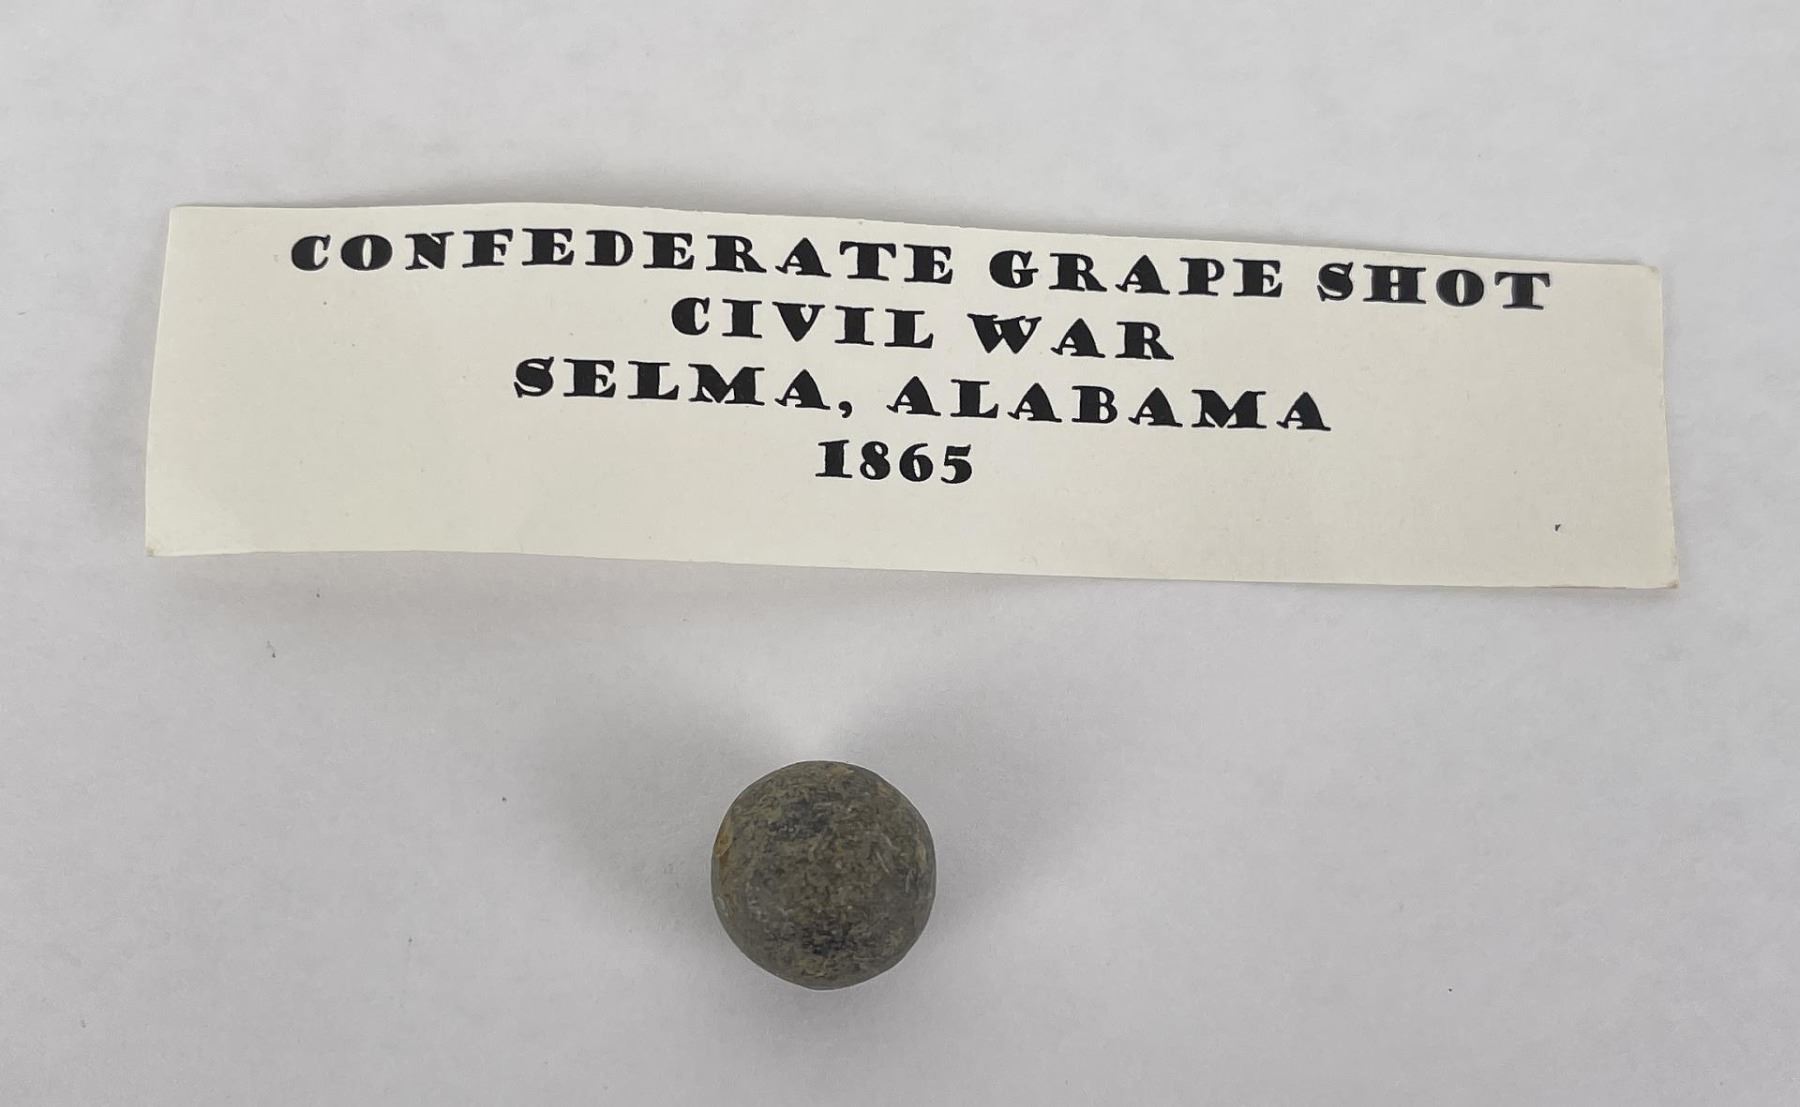 CONFEDERATE GRAPE SHOT
CIVIL WAR
SELMA, ALABAMA
1865